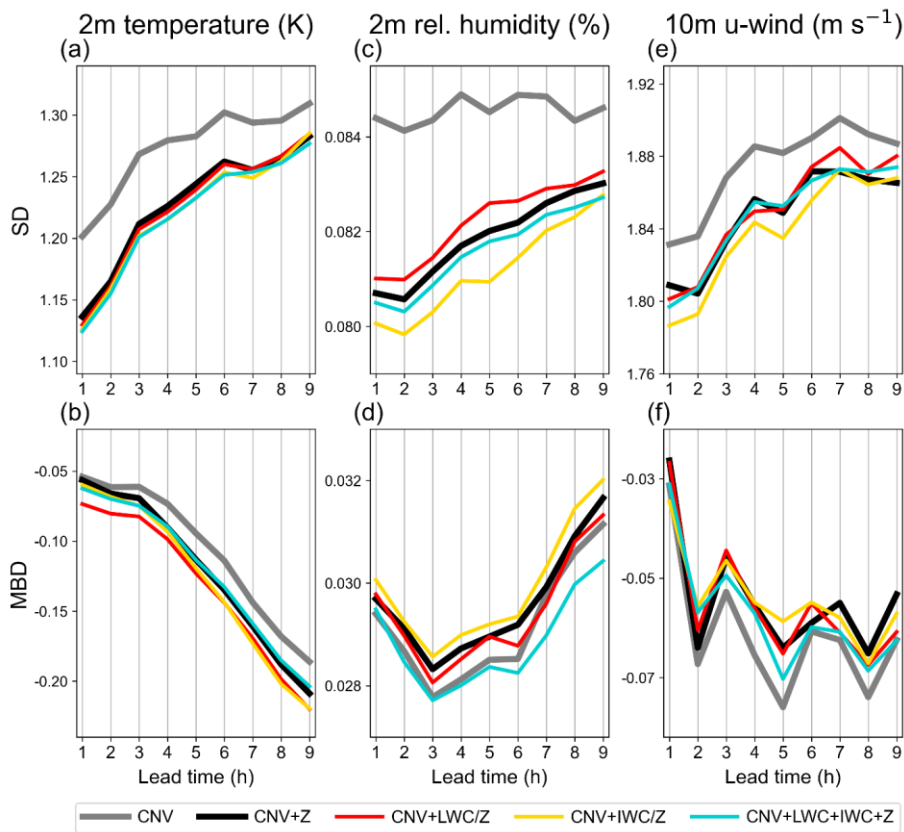 2m temperature (K) 2m rel. humidity (%) 10m u-wind (m s⁻¹)
(a) (c) (e)
SD
1.30
1.25
1.20
1.15
1.10
1 2 3 4 5 6 7 8 9
0.084
0.082
0.080
1 2 3 4 5 6 7 8 9
1.92
1.88
1.84
1.80
1.76
1 2 3 4 5 6 7 8 9
(b) (d) (f)
MBD
-0.05
-0.10
-0.15
-0.20
1 2 3 4 5 6 7 8 9
Lead time (h)
0.032
0.030
0.028
1 2 3 4 5 6 7 8 9
Lead time (h)
-0.03
-0.05
-0.07
1 2 3 4 5 6 7 8 9
Lead time (h)
CNV CNV+Z CNV+LWC/Z CNV+IWC/Z CNV+LWC+IWC+Z